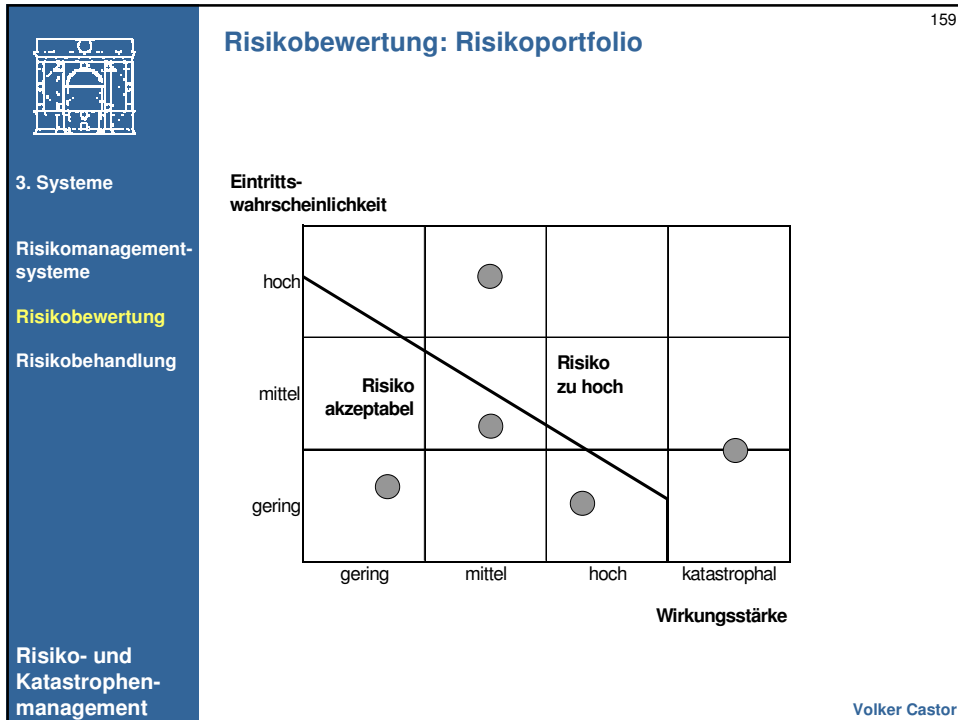 159
Risikobewertung: Risikoportfolio
3. Systeme
Risikomanagement-
systeme
Risikobewertung
Risikobehandlung
Eintritts-
wahrscheinlichkeit
hoch
mittel
gering
Risiko
akzeptabel
Risiko
zu hoch
gering mittel hoch katastrophal
Wirkungsstärke
Risiko- und
Katastrophen-
management
Volker Castor